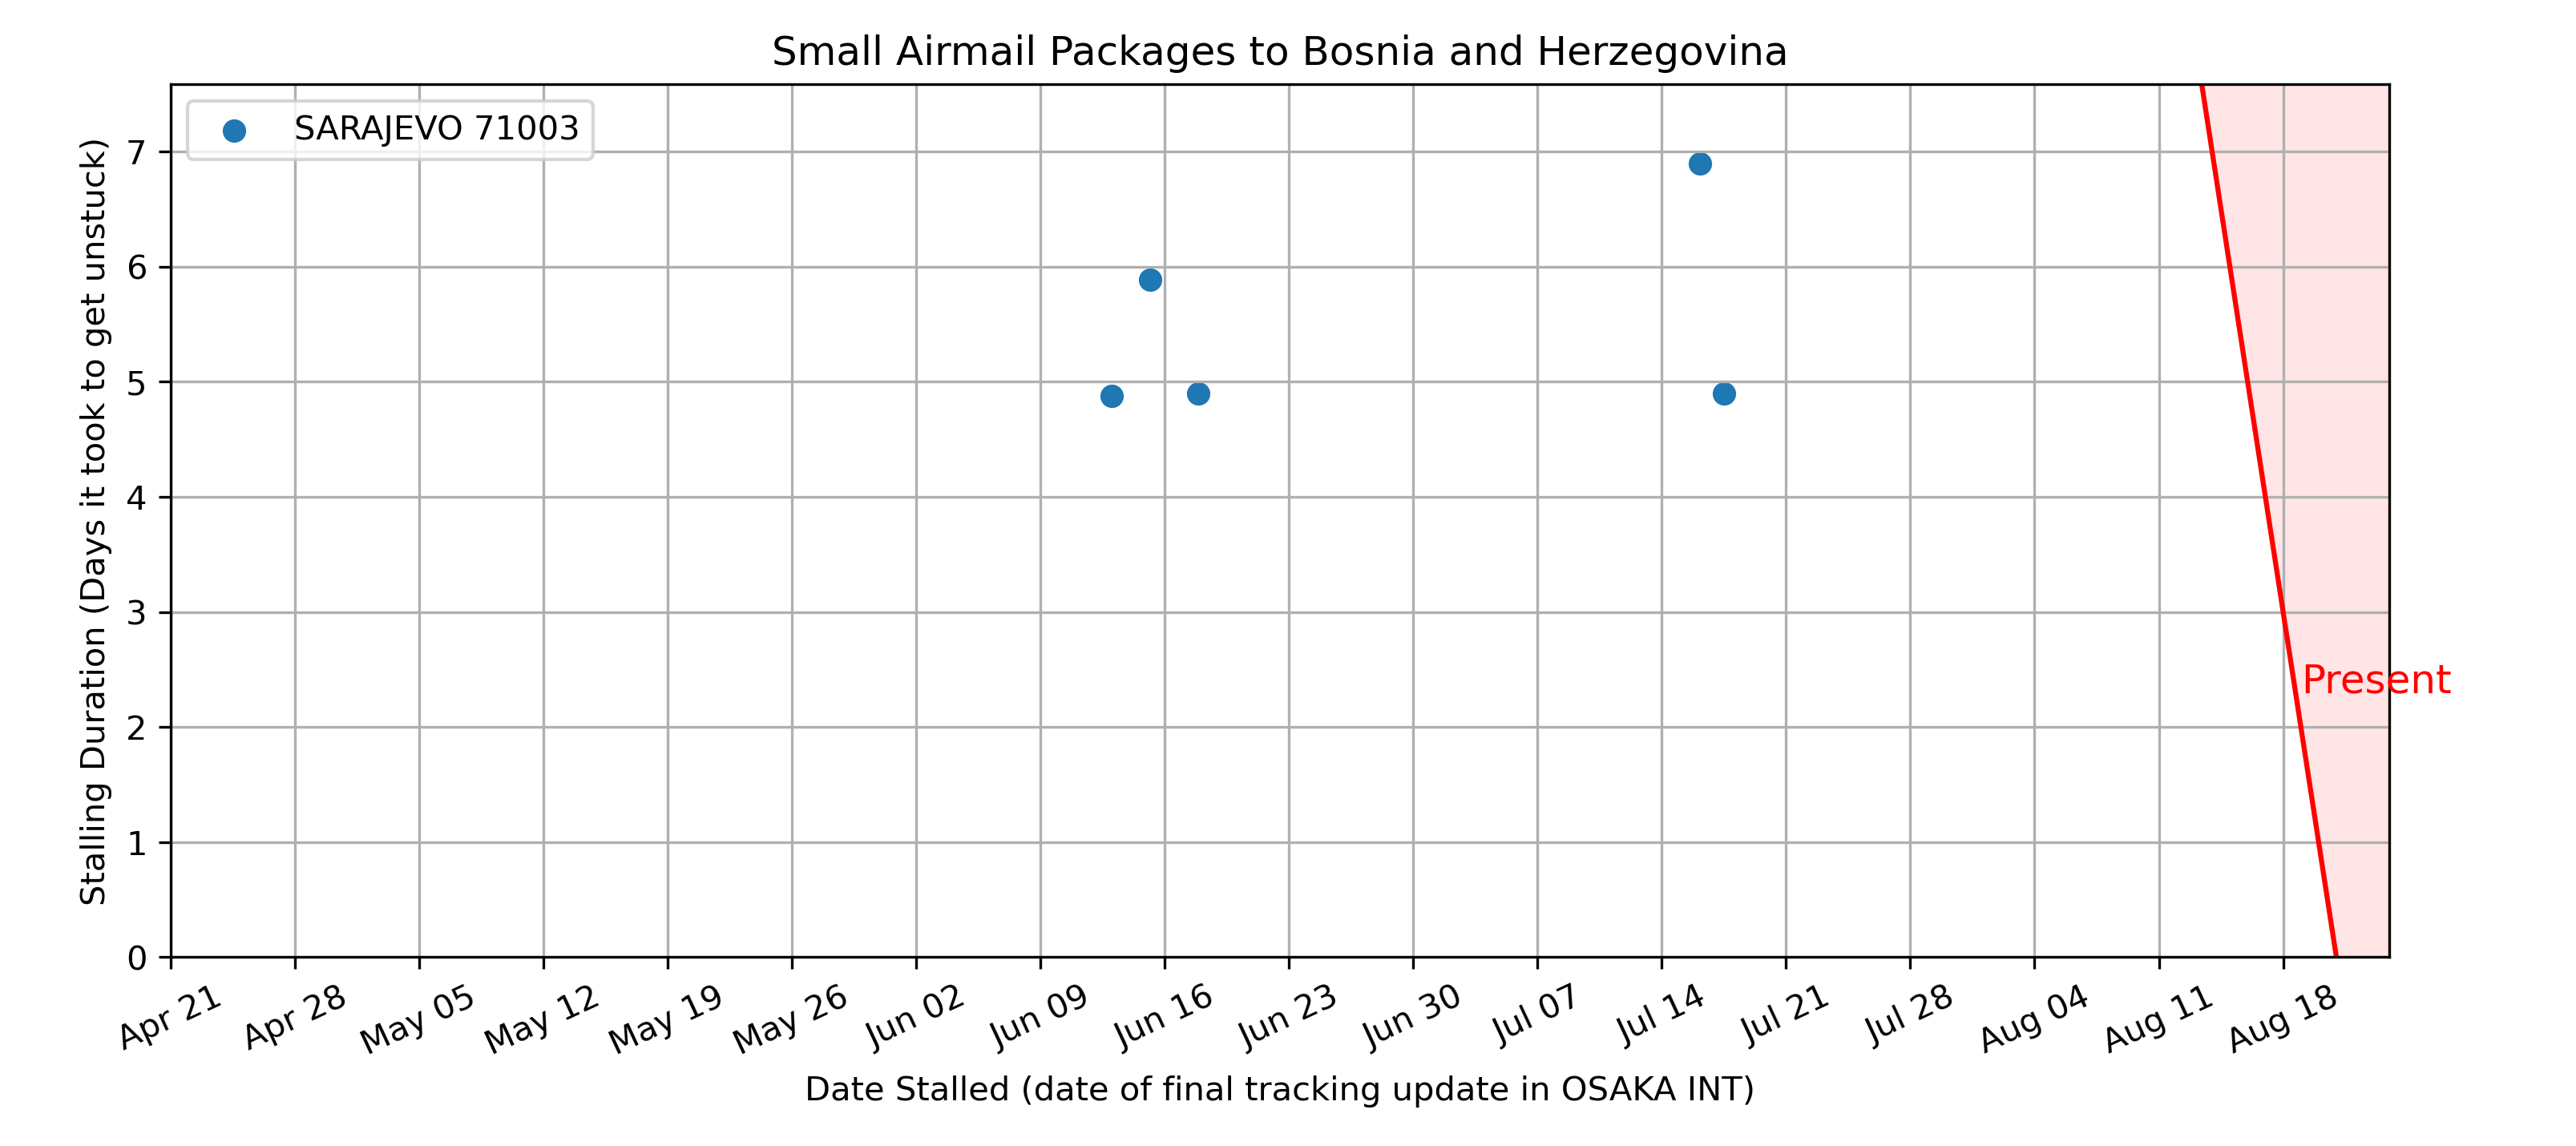 Small Airmail Packages to Bosnia and Herzegovina
SARAJEVO 71003
Stalling Duration (Days it took to get unstuck)
7
6
5
4
3
2
1
0
Present
Apr 21
Apr 28
May 05
May 12
May 19
May 26
Jun 02
Jun 09
Jun 16
Jun 23
Jun 30
Jul 07
Jul 14
Jul 21
Jul 28
Aug 04
Aug 11
Aug 18
Date Stalled (date of final tracking update in OSAKA INT)